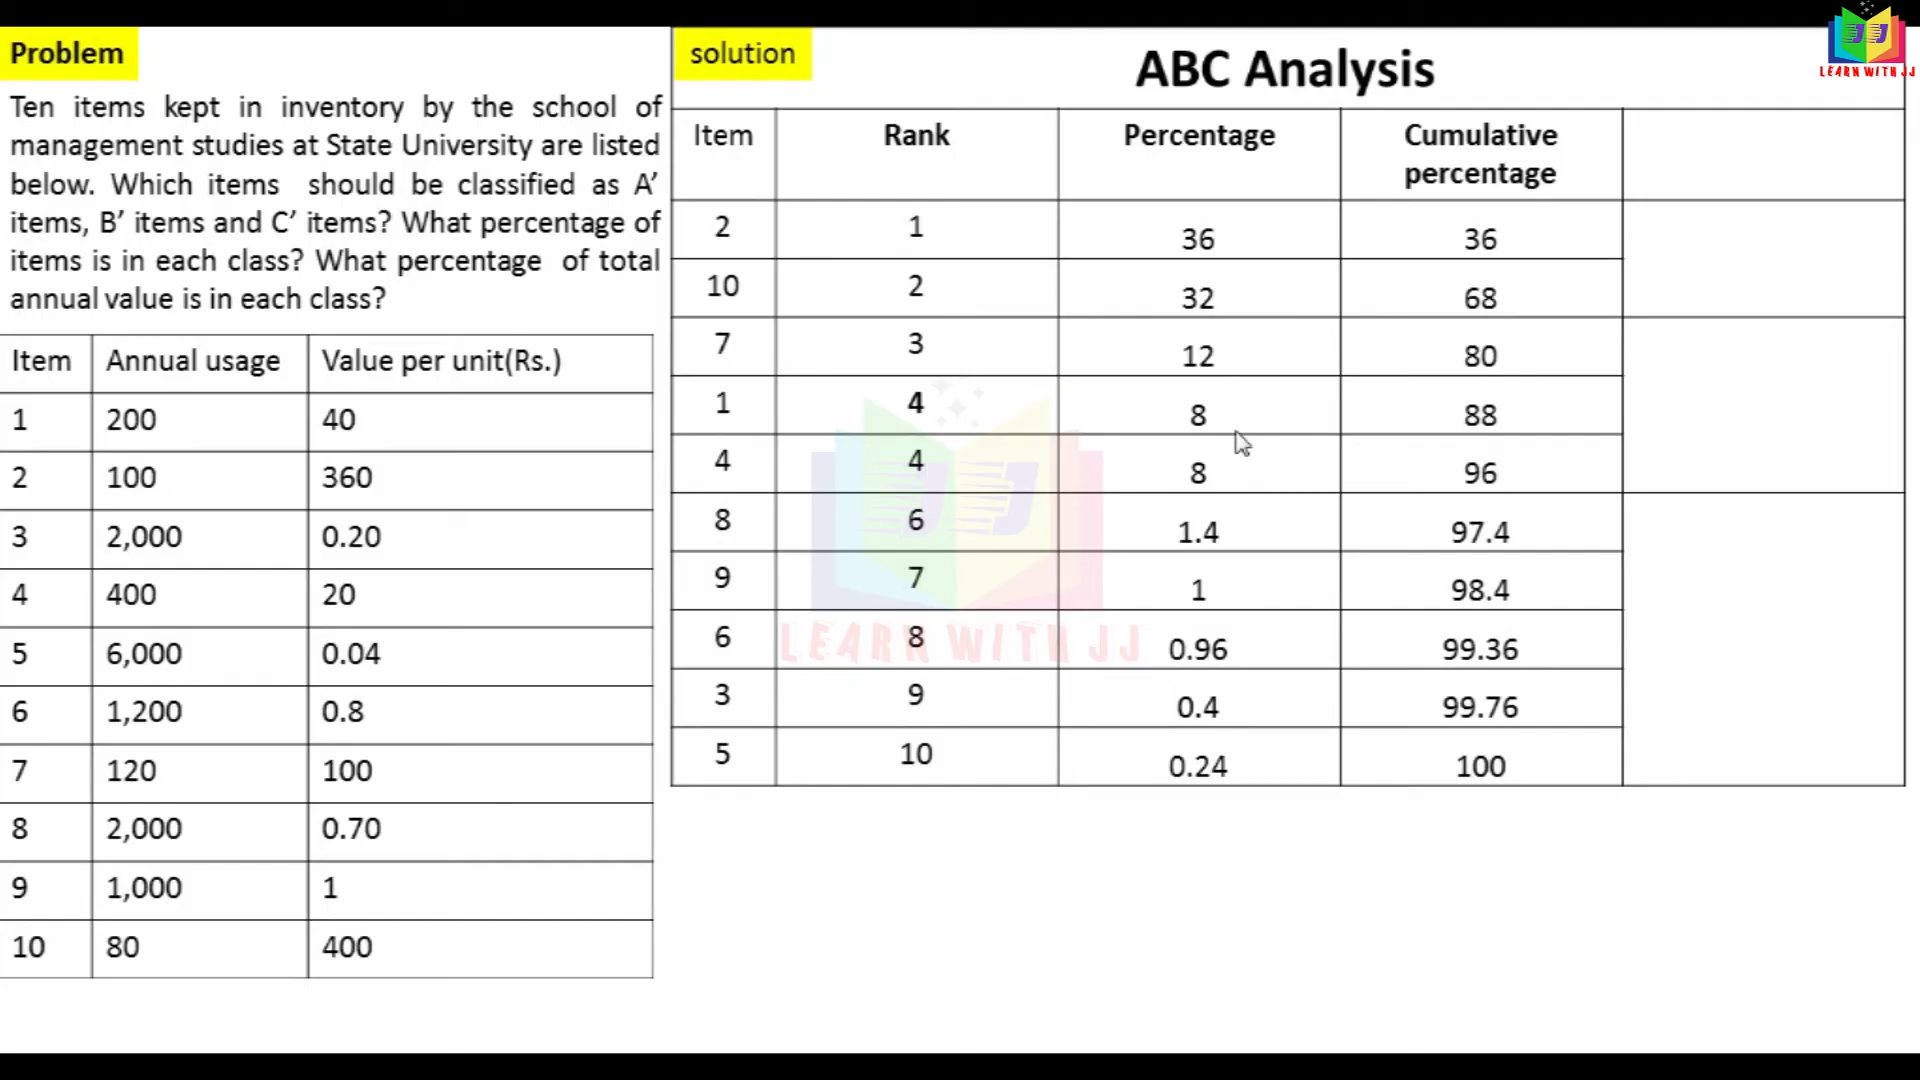 Problem
Ten items kept in inventory by the school of
management studies at State University are listed
below. Which items should be classified as A’
items, B’ items and C’ items? What percentage of
items is in each class? What percentage of total
annual value is in each class?
Item Annual usage Value per unit(Rs.)
1 200 40
2 100 360
3 2,000 0.20
4 400 20
5 6,000 0.04
6 1,200 0.8
7 120 100
8 2,000 0.70
9 1,000 1
10 80 400
solution
ABC Analysis
Item Rank Percentage Cumulative
percentage
2 1 36 36
10 2 32 68
7 3 12 80
1 4 8 88
4 4 8 96
8 6 1.4 97.4
9 7 1 98.4
6 8 0.96 99.36
3 9 0.4 99.76
5 10 0.24 100
JJ
LEARN WITH JJ
JJ
LEARN WITH JJ